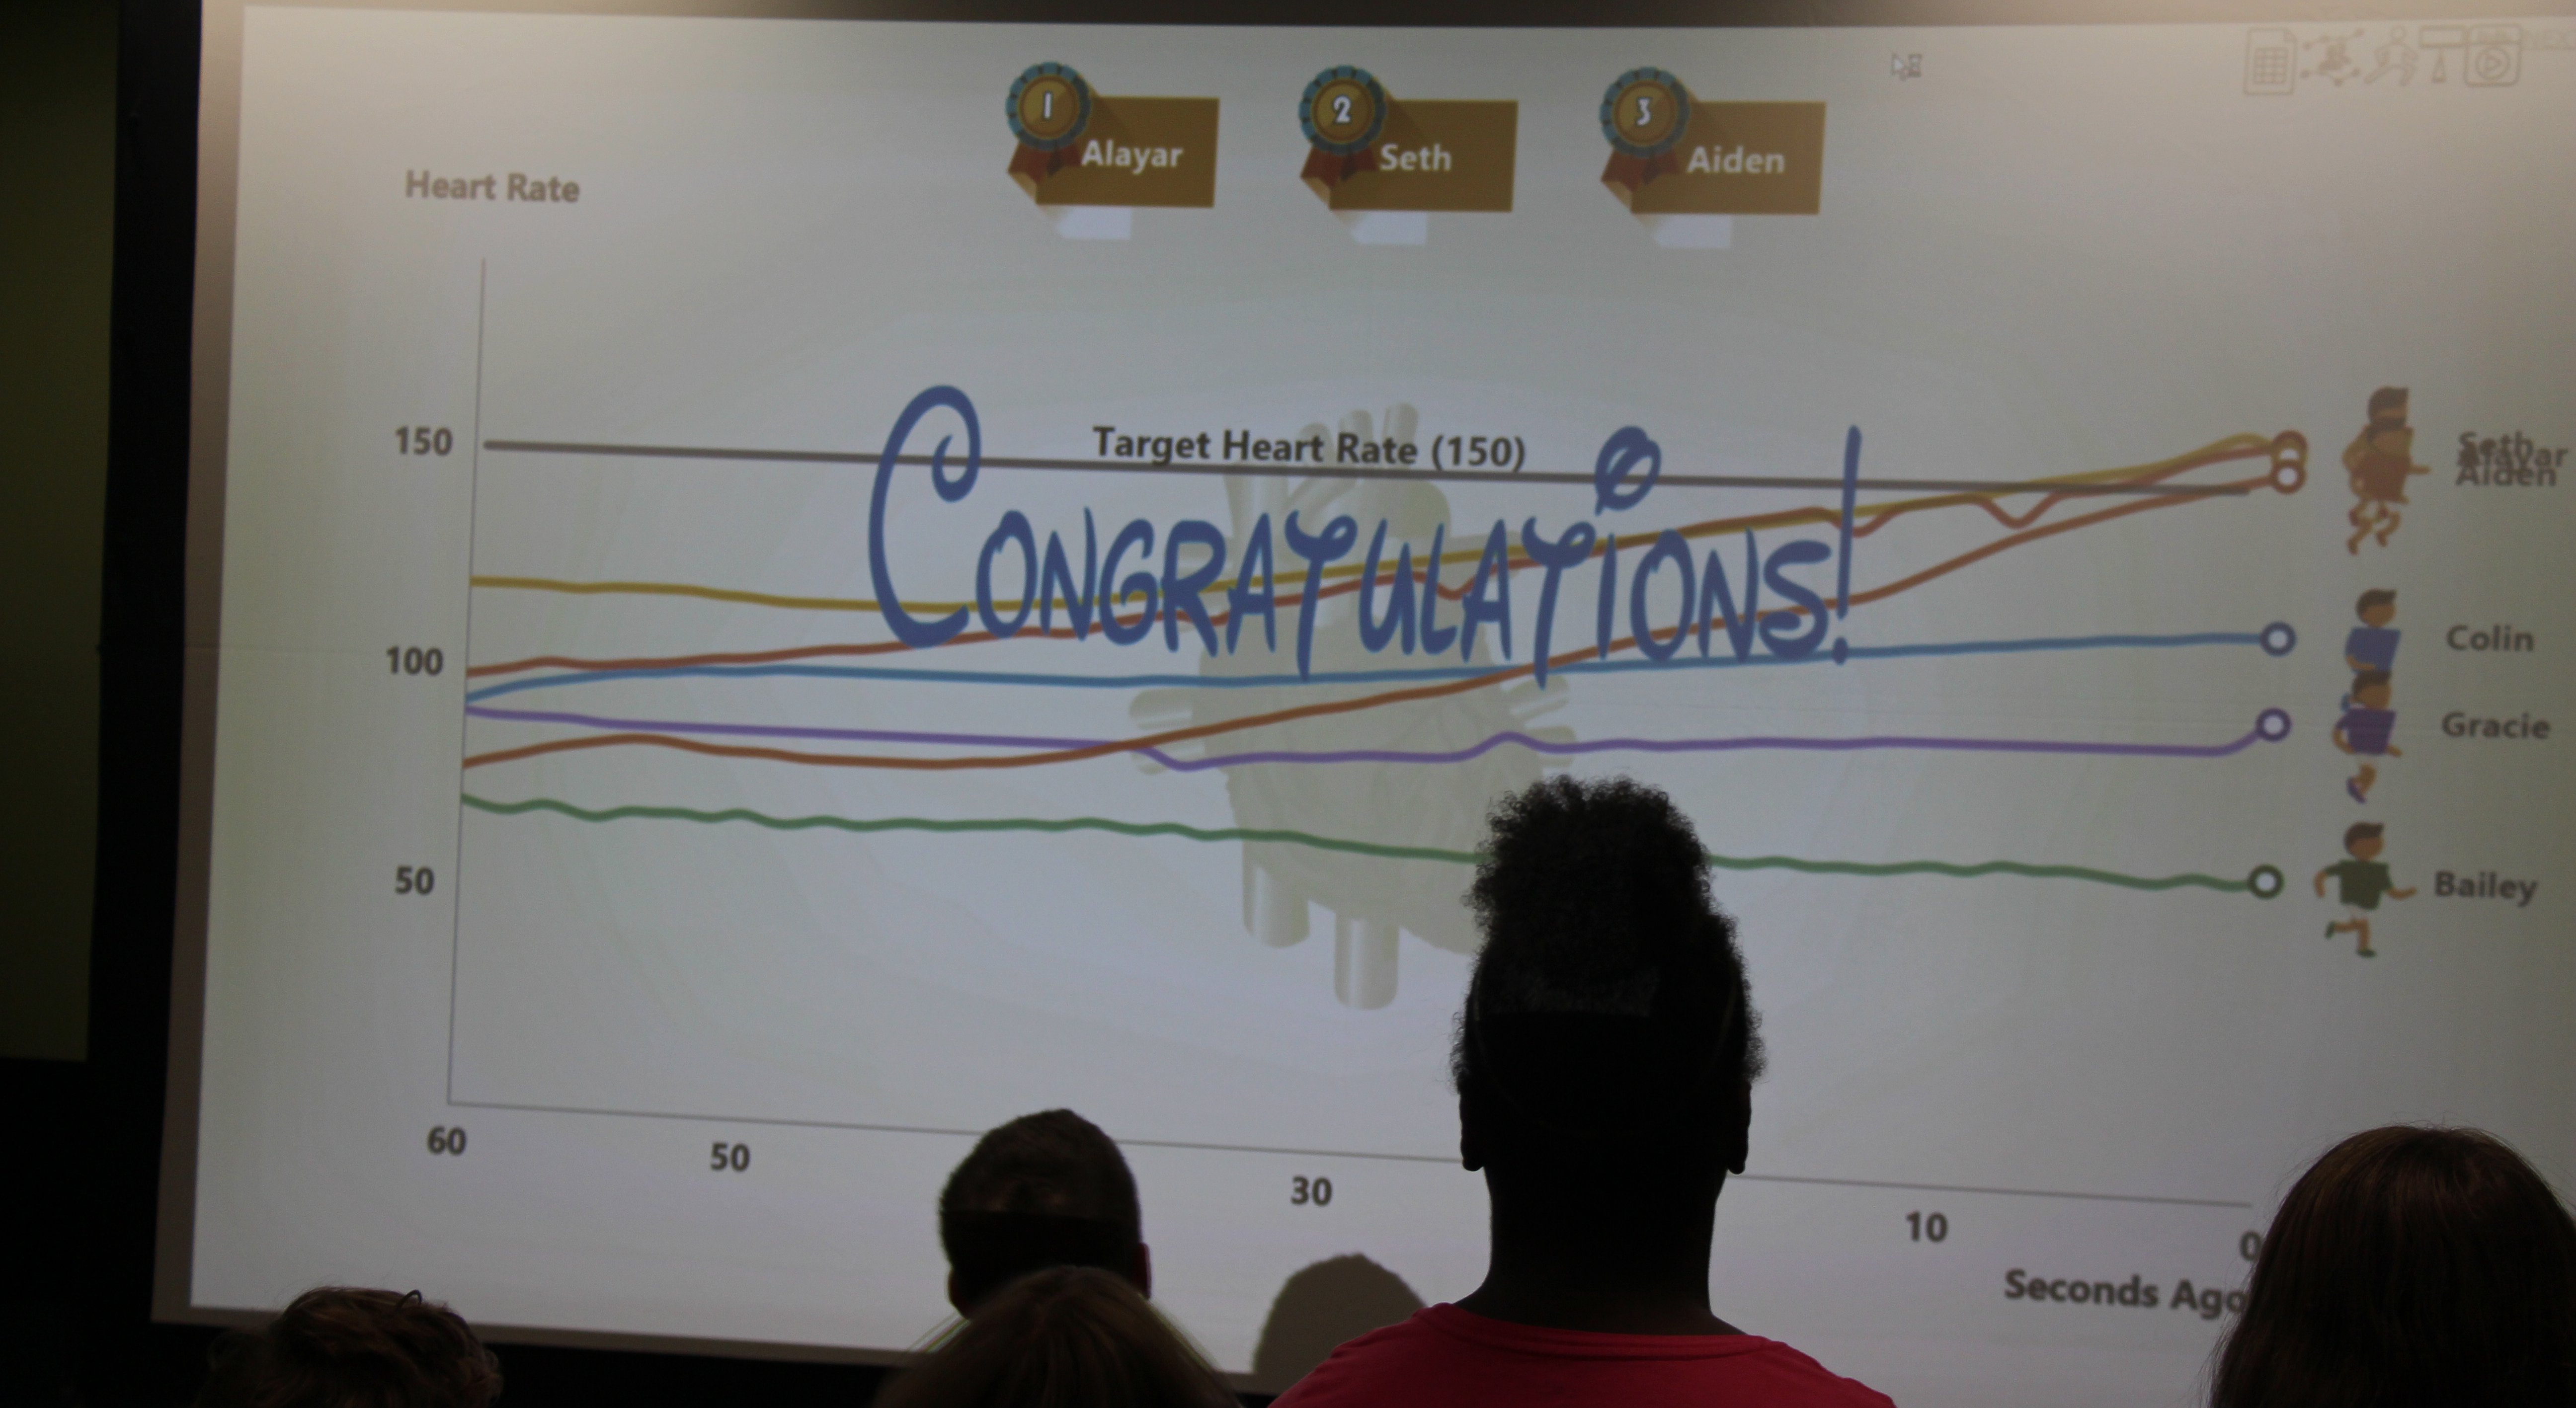 1 Alayar
2 Seth
3 Aiden
Heart Rate
150
Target Heart Rate (150)
CONGRATULATIONS!
Seth
Alayar
Aiden
Colin
100
Gracie
50
Bailey
60
50
30
10
0
Seconds Ago